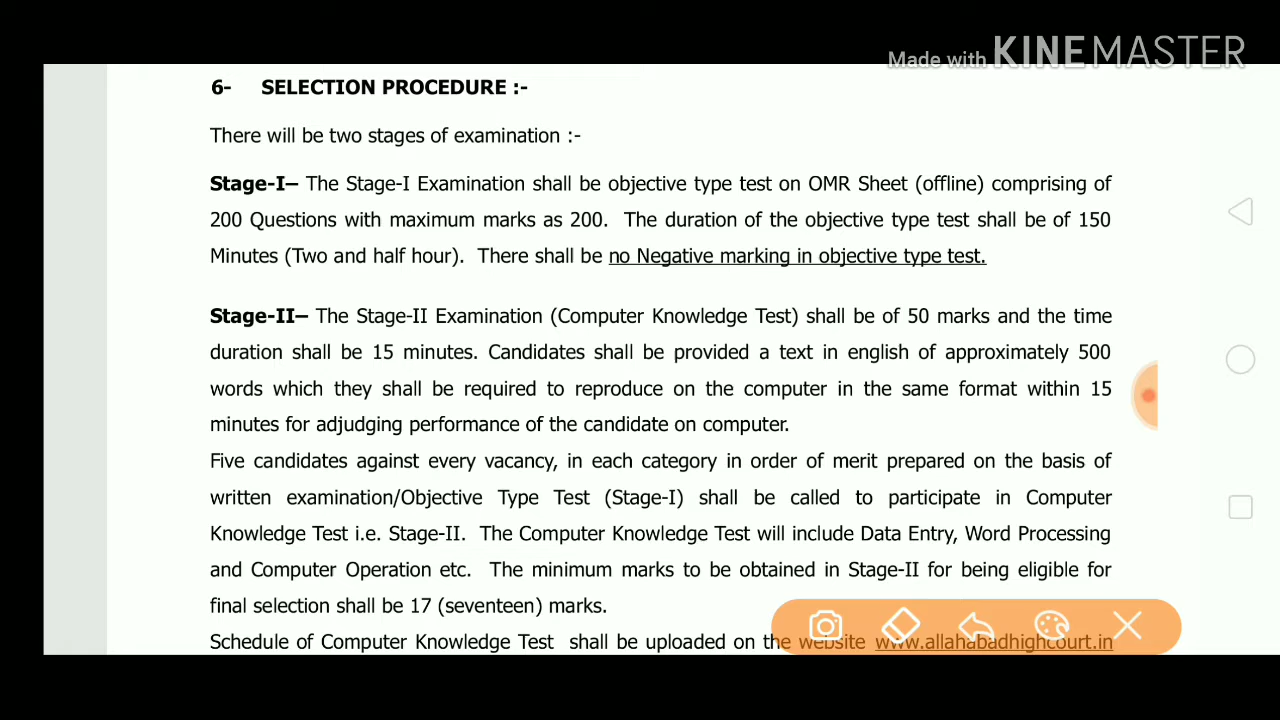 Made with KINEMASTER
6- SELECTION PROCEDURE :-
There will be two stages of examination :-
Stage-I– The Stage-I Examination shall be objective type test on OMR Sheet (offline) comprising of
200 Questions with maximum marks as 200. The duration of the objective type test shall be of 150
Minutes (Two and half hour). There shall be no Negative marking in objective type test.
Stage-II– The Stage-II Examination (Computer Knowledge Test) shall be of 50 marks and the time
duration shall be 15 minutes. Candidates shall be provided a text in english of approximately 500
words which they shall be required to reproduce on the computer in the same format within 15
minutes for adjudging performance of the candidate on computer.
Five candidates against every vacancy, in each category in order of merit prepared on the basis of
written examination/Objective Type Test (Stage-I) shall be called to participate in Computer
Knowledge Test i.e. Stage-II. The Computer Knowledge Test will include Data Entry, Word Processing
and Computer Operation etc. The minimum marks to be obtained in Stage-II for being eligible for
final selection shall be 17 (seventeen) marks.
Schedule of Computer Knowledge Test shall be uploaded on the website www.allahabadhighcourt.in